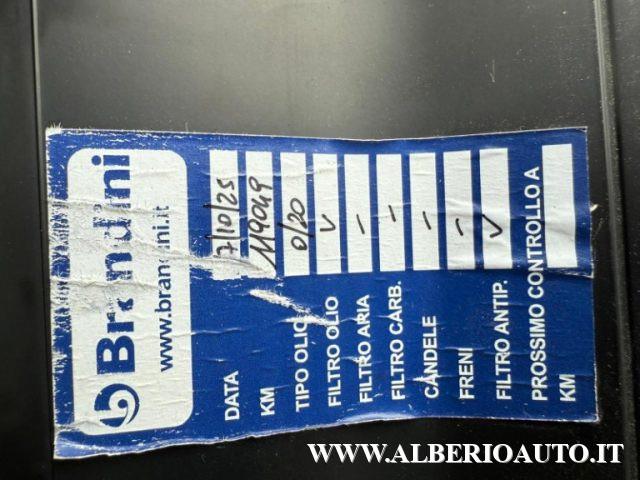 Brandini
www.brandini.it
DATA 7/10/25
KM 119049
TIPO OLIO 0/20
FILTRO OLIO ✓
FILTRO ARIA –
FILTRO CARB. –
CANDELE –
FRENI –
FILTRO ANTIP. ✓
PROSSIMO CONTROLLO A
KM
WWW.ALBERIOAUTO.IT